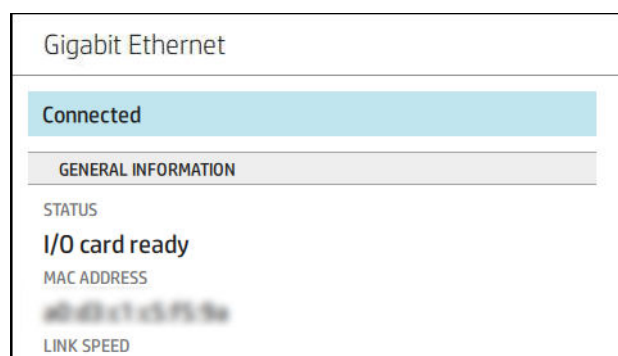 Gigabit Ethernet
Connected
GENERAL INFORMATION
STATUS
I/O card ready
MAC ADDRESS
LINK SPEED